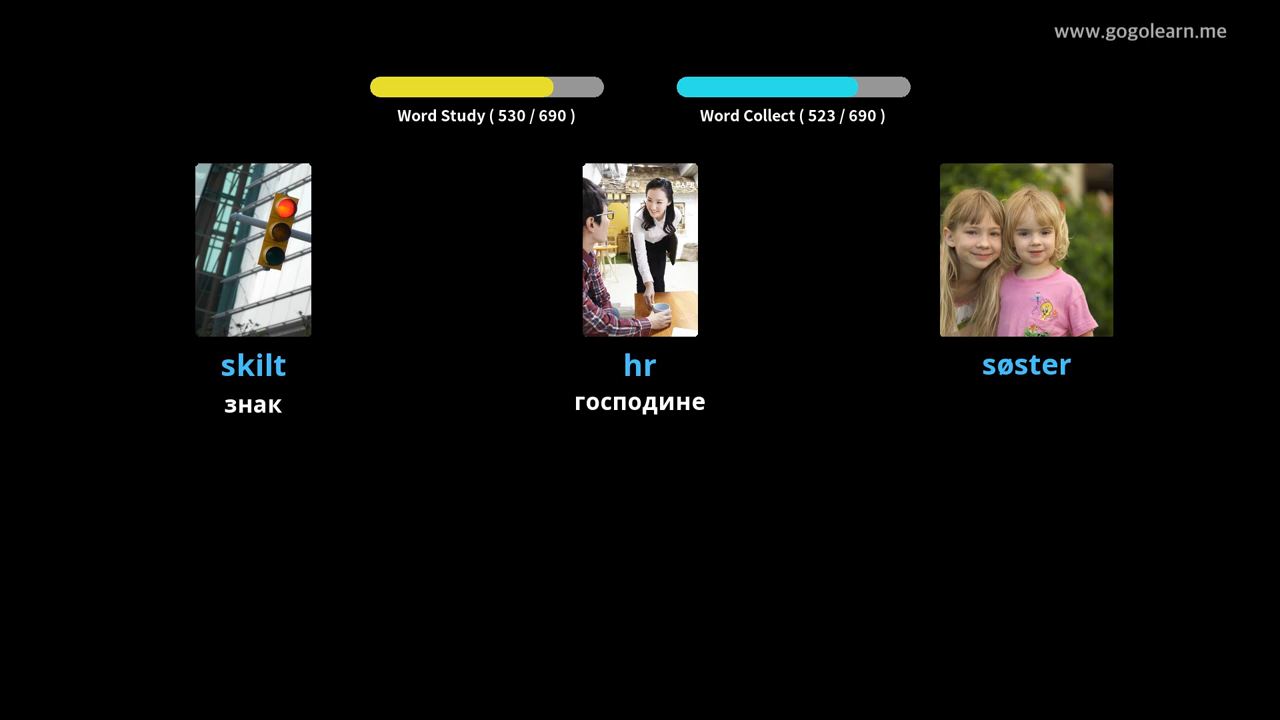 www.gogolearn.me
Word Study ( 530 / 690 )
Word Collect ( 523 / 690 )
skilt
hr
søster
знак
господине